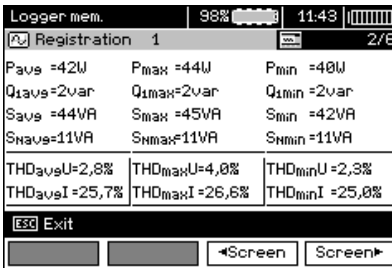 Logger mem. 98% 11:43
Registration 1 2/6
Pavg =42W Pmax =44W Pmin =40W
Q1avg=2var Q1max=2var Q1min =2var
Savg =44VA Smax =45VA Smin =42VA
SNavg=11VA SNmax=11VA SNmin=11VA
THDavgU=2,8% THDmaxU=4,0% THDminU=2,3%
THDavgI=25,7% THDmaxI=26,6% THDminI=25,0%
ESC Exit
◄Screen Screen►